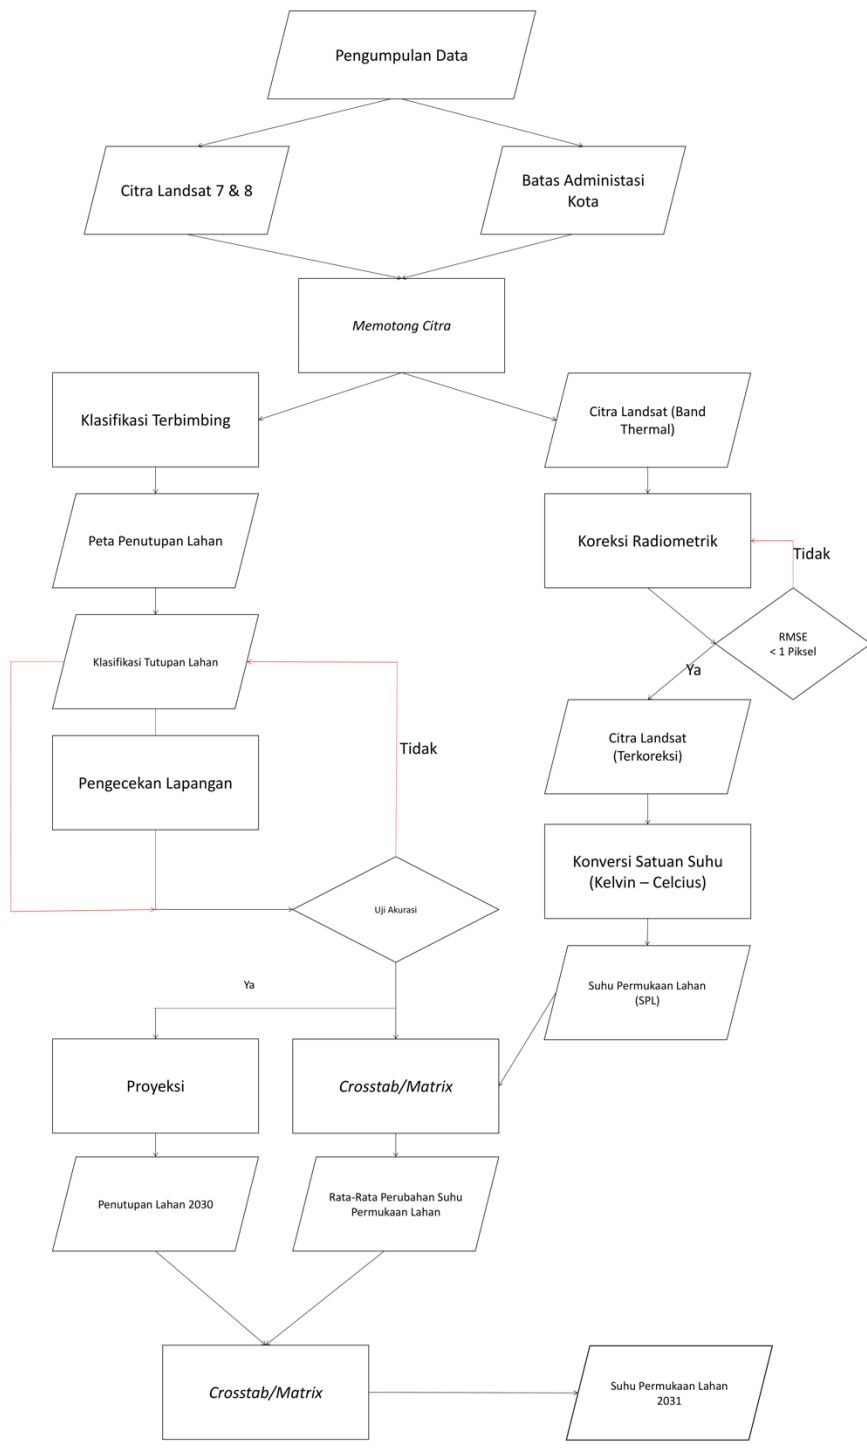 Pengumpulan Data
Citra Landsat 7 & 8
Batas Administasi
Kota
Memotong Citra
Klasifikasi Terbimbing
Citra Landsat (Band
Thermal)
Peta Penutupan Lahan
Koreksi Radiometrik
Tidak
RMSE
< 1 Piksel
Ya
Klasifikasi Tutupan Lahan
Citra Landsat
(Terkoreksi)
Tidak
Pengecekan Lapangan
Konversi Satuan Suhu
(Kelvin – Celcius)
Uji Akurasi
Ya
Suhu Permukaan Lahan
(SPL)
Proyeksi
Crosstab/Matrix
Penutupan Lahan 2030
Rata-Rata Perubahan Suhu
Permukaan Lahan
Crosstab/Matrix
Suhu Permukaan Lahan
2031